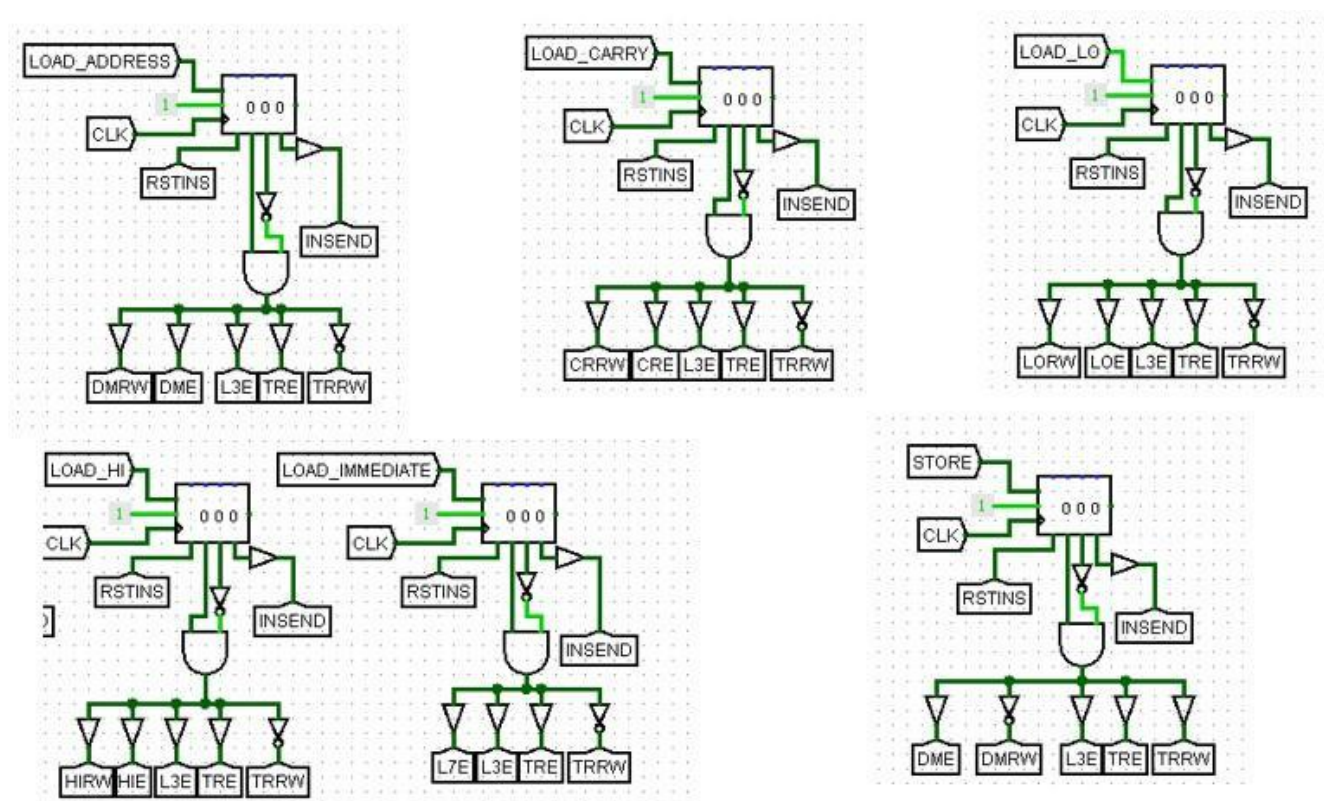 LOAD_ADDRESS
1
000
CLK
RSTINS
INSEND
DMRW DME L3E TRE TRRW
LOAD_CARRY
1
000
CLK
RSTINS
INSEND
CRRW CRE L3E TRE TRRW
LOAD_LO
1
000
CLK
RSTINS
INSEND
LORW LOE L3E TRE TRRW
LOAD_HI
1
000
CLK
RSTINS
INSEND
HIRW HIE L3E TRE TRRW
LOAD_IMMEDIATE
1
000
CLK
RSTINS
INSEND
L7E L3E TRE TRRW
STORE
1
000
CLK
RSTINS
INSEND
DME DMRW L3E TRE TRRW